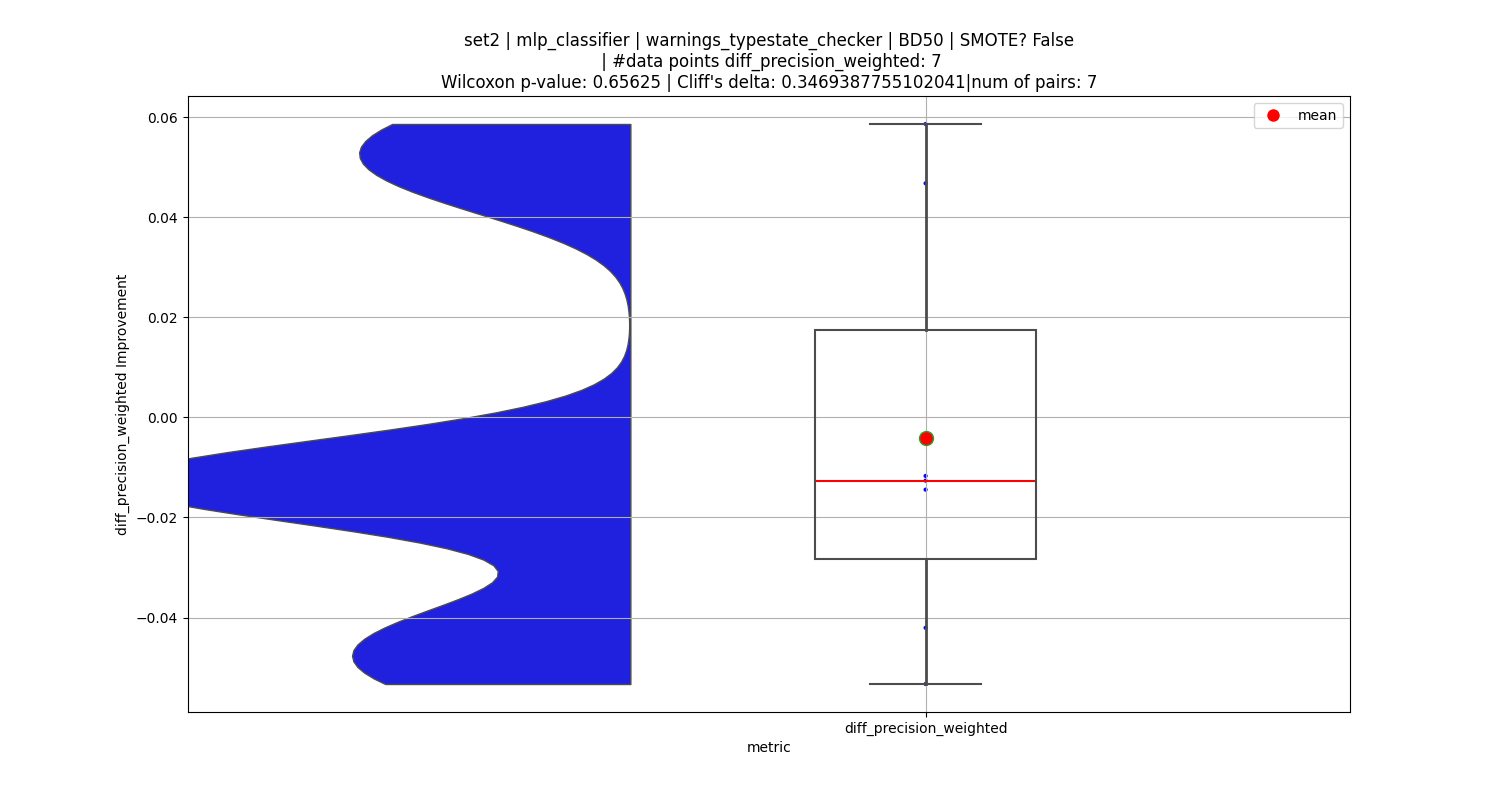 set2 | mlp_classifier | warnings_typestate_checker | BD50 | SMOTE? False
| #data points diff_precision_weighted: 7
Wilcoxon p-value: 0.65625 | Cliff's delta: 0.3469387755102041|num of pairs: 7
mean
0.06
0.04
0.02
0.00
−0.02
−0.04
diff_precision_weighted Improvement
diff_precision_weighted
metric